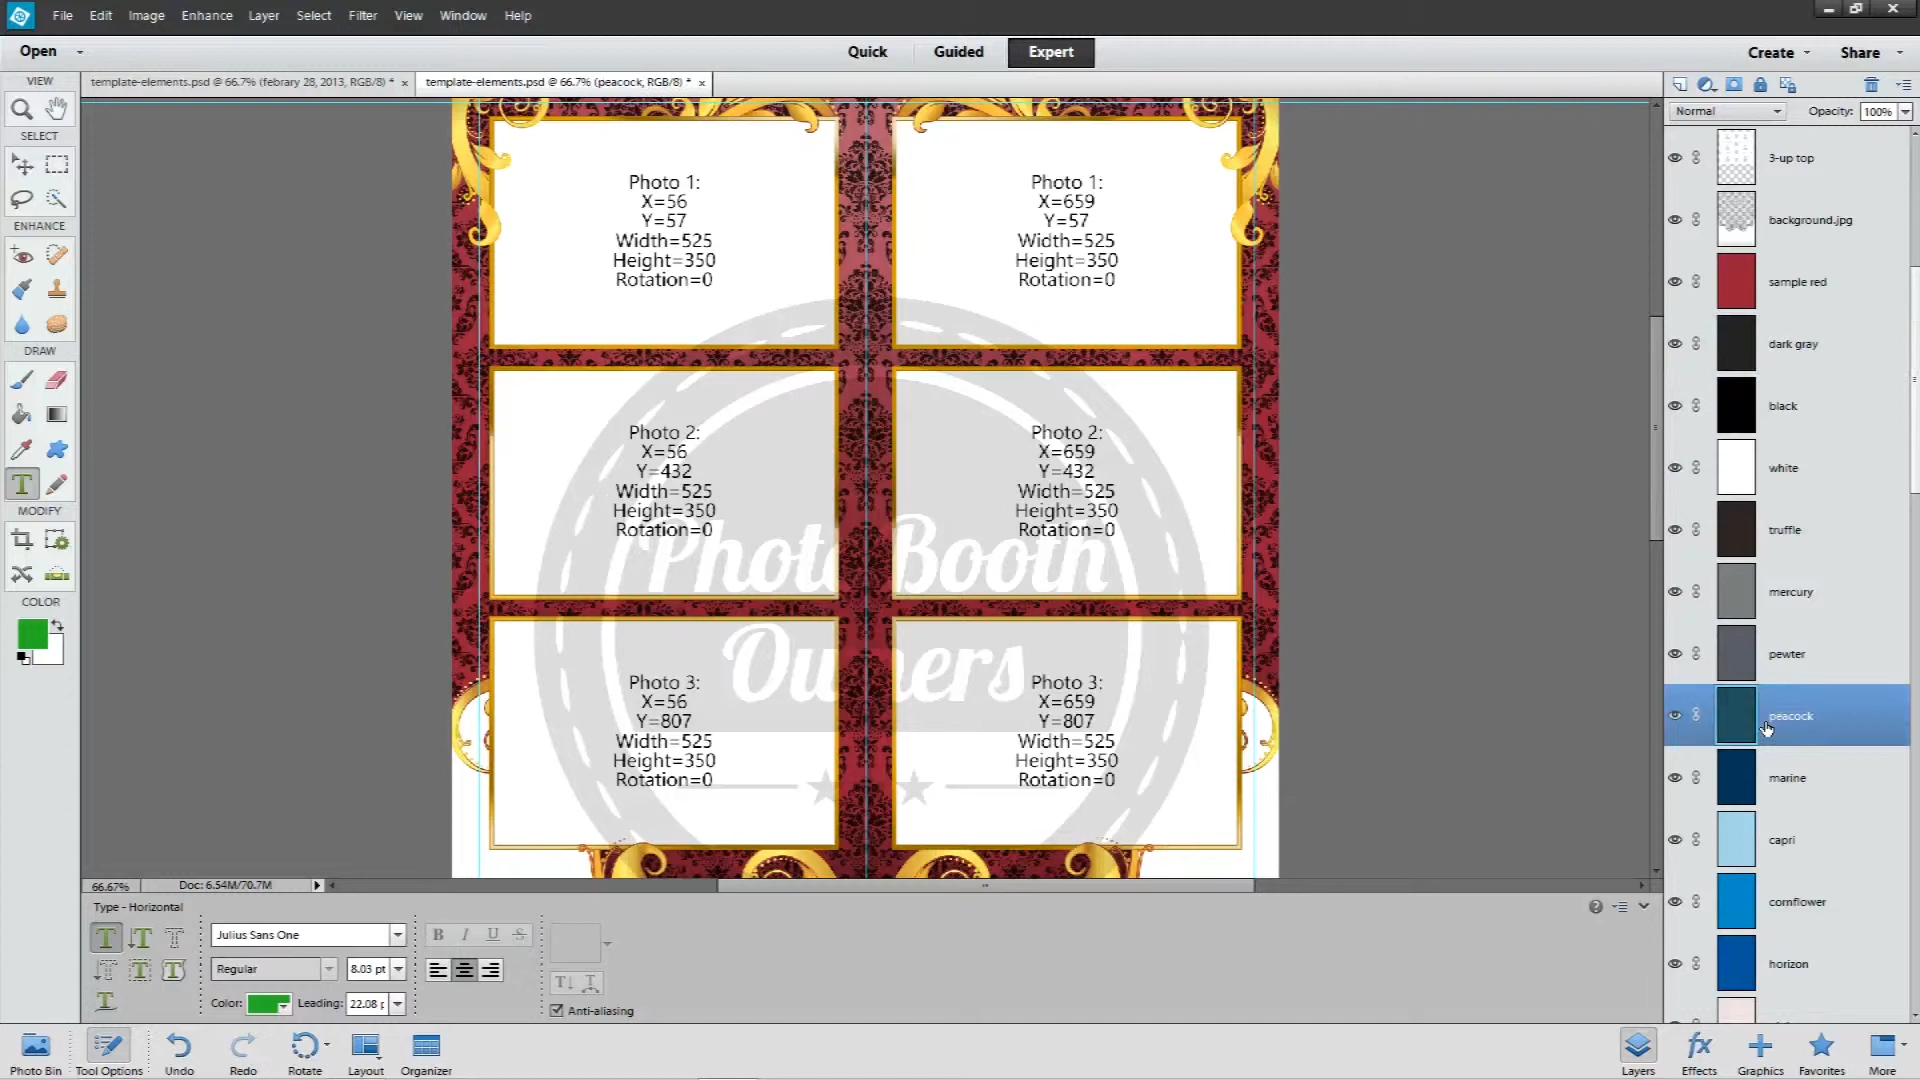 File Edit Image Enhance Layer Select Filter View Window Help
Open
Quick Guided Expert
Create Share
VIEW
template-elements.psd @ 66.7% (febrary 28, 2013, RGB/8) *
template-elements.psd @ 66.7% (peacock, RGB/8) *
Normal
Opacity: 100%
SELECT
ENHANCE
DRAW
MODIFY
COLOR
Photo 1:
X=56
Y=57
Width=525
Height=350
Rotation=0
Photo 1:
X=659
Y=57
Width=525
Height=350
Rotation=0
Photo 2:
X=56
Y=432
Width=525
Height=350
Rotation=0
Photo 2:
X=659
Y=432
Width=525
Height=350
Rotation=0
Photo Booth
Owners
Photo 3:
X=56
Y=807
Width=525
Height=350
Rotation=0
Photo 3:
X=659
Y=807
Width=525
Height=350
Rotation=0
3-up top
background.jpg
sample red
dark gray
black
white
truffle
mercury
pewter
peacock
marine
capri
cornflower
horizon
66.67% Doc: 6.54M/70.7M
Type - Horizontal
Julius Sans One
B I U S
Regular 8.03 pt
Color: Leading: 22.08
Anti-aliasing
Photo Bin Tool Options Undo Redo Rotate Layout Organizer
Layers Effects Graphics Favorites More